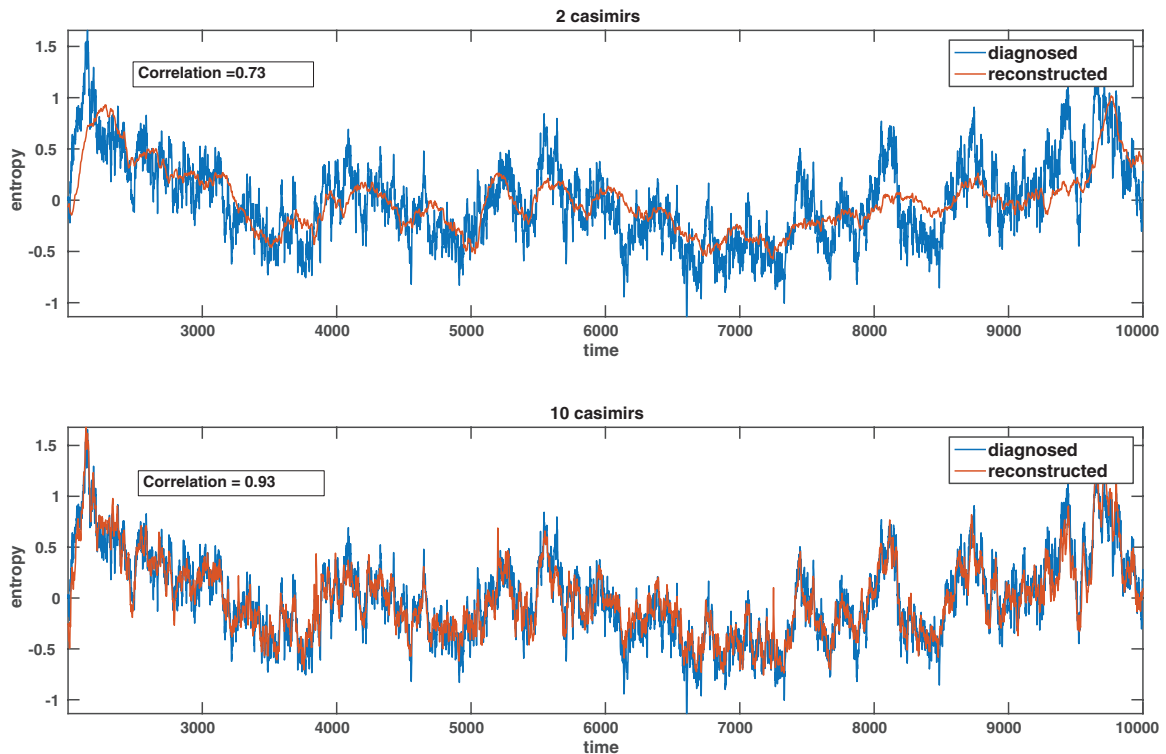 2 casimirs
1.5
1
0.5
0
-0.5
-1
entropy
Correlation =0.73
diagnosed
reconstructed
3000 4000 5000 6000 7000 8000 9000 10000
time
10 casimirs
1.5
1
0.5
0
-0.5
-1
entropy
Correlation = 0.93
diagnosed
reconstructed
3000 4000 5000 6000 7000 8000 9000 10000
time